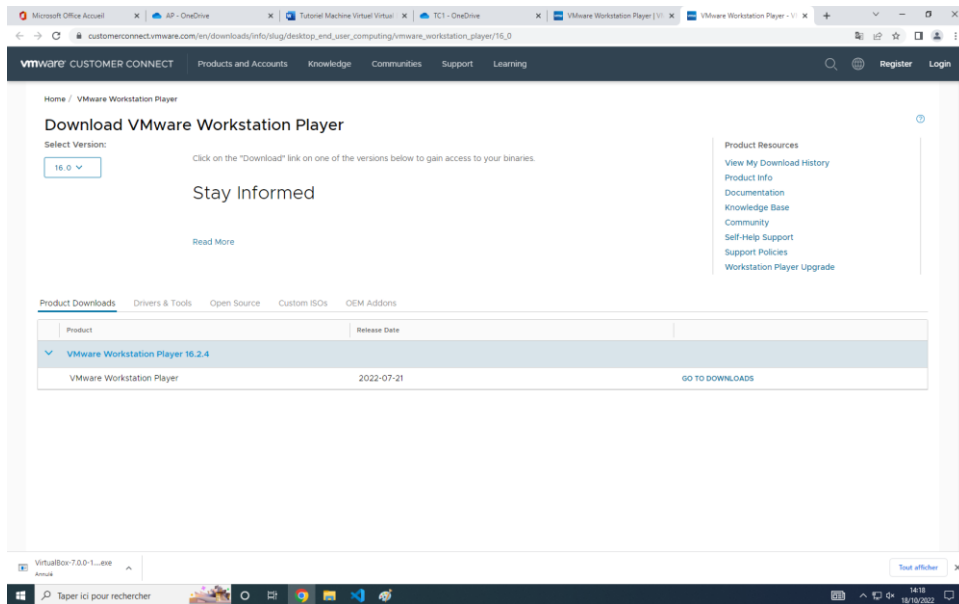 Microsoft Office Accueil
AP - OneDrive
Tutoriel Machine Virtuel Virtual
TC1 - OneDrive
VMware Workstation Player | V
VMware Workstation Player - V
customerconnect.vmware.com/en/downloads/info/slug/desktop_end_user_computing/vmware_workstation_player/16_0
vmware CUSTOMER CONNECT Products and Accounts Knowledge Communities Support Learning Register Login
Home / VMware Workstation Player
Download VMware Workstation Player
Select Version:
16.0
Click on the "Download" link on one of the versions below to gain access to your binaries.
Stay Informed
Read More
Product Resources
View My Download History
Product Info
Documentation
Knowledge Base
Community
Self-Help Support
Support Policies
Workstation Player Upgrade
Product Downloads Drivers & Tools Open Source Custom ISOs OEM Addons
Product Release Date
VMware Workstation Player 16.2.4
VMware Workstation Player 2022-07-21 GO TO DOWNLOADS
VirtualBox-7.0.0-1....exe
Annulé
Tout afficher
Taper ici pour rechercher
14:18
18/10/2022